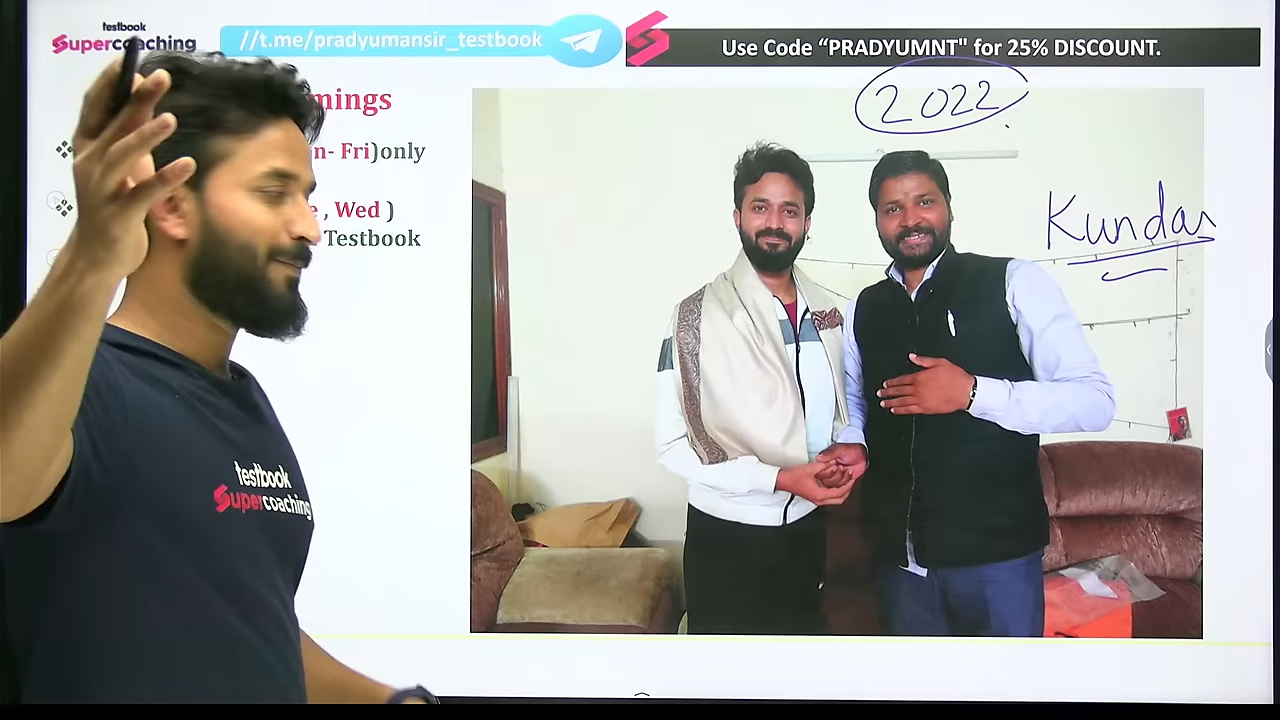 testbook
Supercoaching
//t.me/pradyumansir_testbook
Use Code “PRADYUMNT" for 25% DISCOUNT.
2022
mings
n- Fri)only
Kundan
, Wed )
Testbook
testbook
Supercoaching